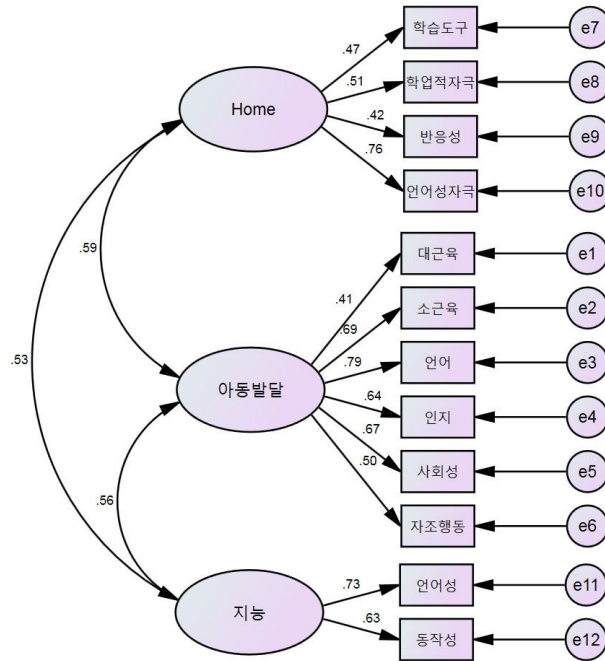 학습도구
e7
.47
.51
학업적자극
e8
Home
.42
반응성
e9
.76
언어성자극
e10
.59
대근육
e1
.41
소근육
e2
.69
.53
.79
언어
e3
아동발달
.64
인지
e4
.67
사회성
e5
.50
.56
자조행동
e6
.73
언어성
e11
지능
.63
동작성
e12